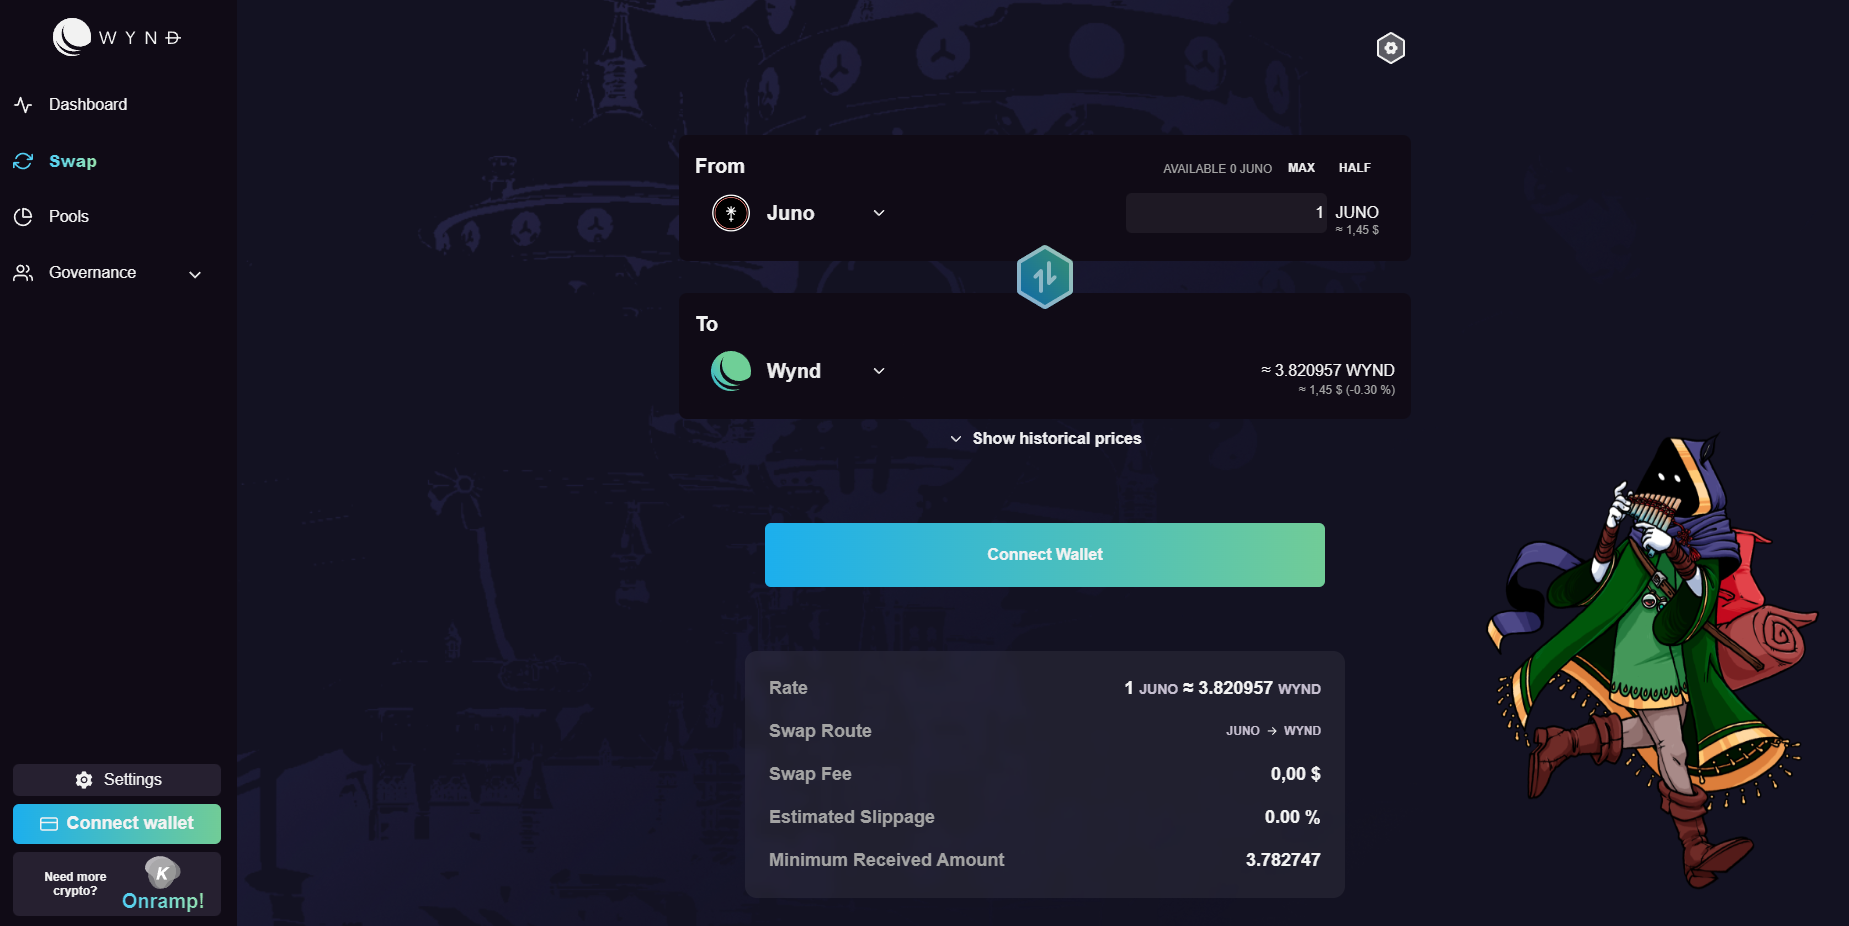 WYND
Dashboard
Swap
Pools
Governance
Settings
Connect wallet
Need more
crypto?
K
Onramp!
From
AVAILABLE 0 JUNO MAX HALF
Juno
1 JUNO
≈ 1,45 $
To
Wynd
≈ 3.820957 WYND
≈ 1,45 $ (-0.30 %)
Show historical prices
Connect Wallet
Rate 1 JUNO ≈ 3.820957 WYND
Swap Route JUNO → WYND
Swap Fee 0,00 $
Estimated Slippage 0.00 %
Minimum Received Amount 3.782747